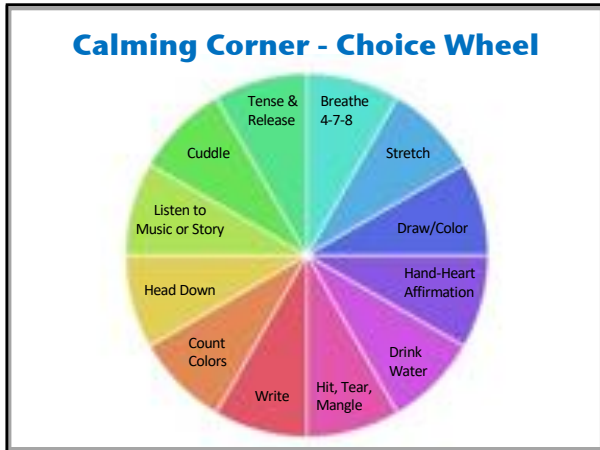 Calming Corner - Choice Wheel
Breathe
4-7-8
Stretch
Draw/Color
Hand-Heart
Affirmation
Drink
Water
Hit, Tear,
Mangle
Write
Count
Colors
Head Down
Listen to
Music or Story
Cuddle
Tense &
Release